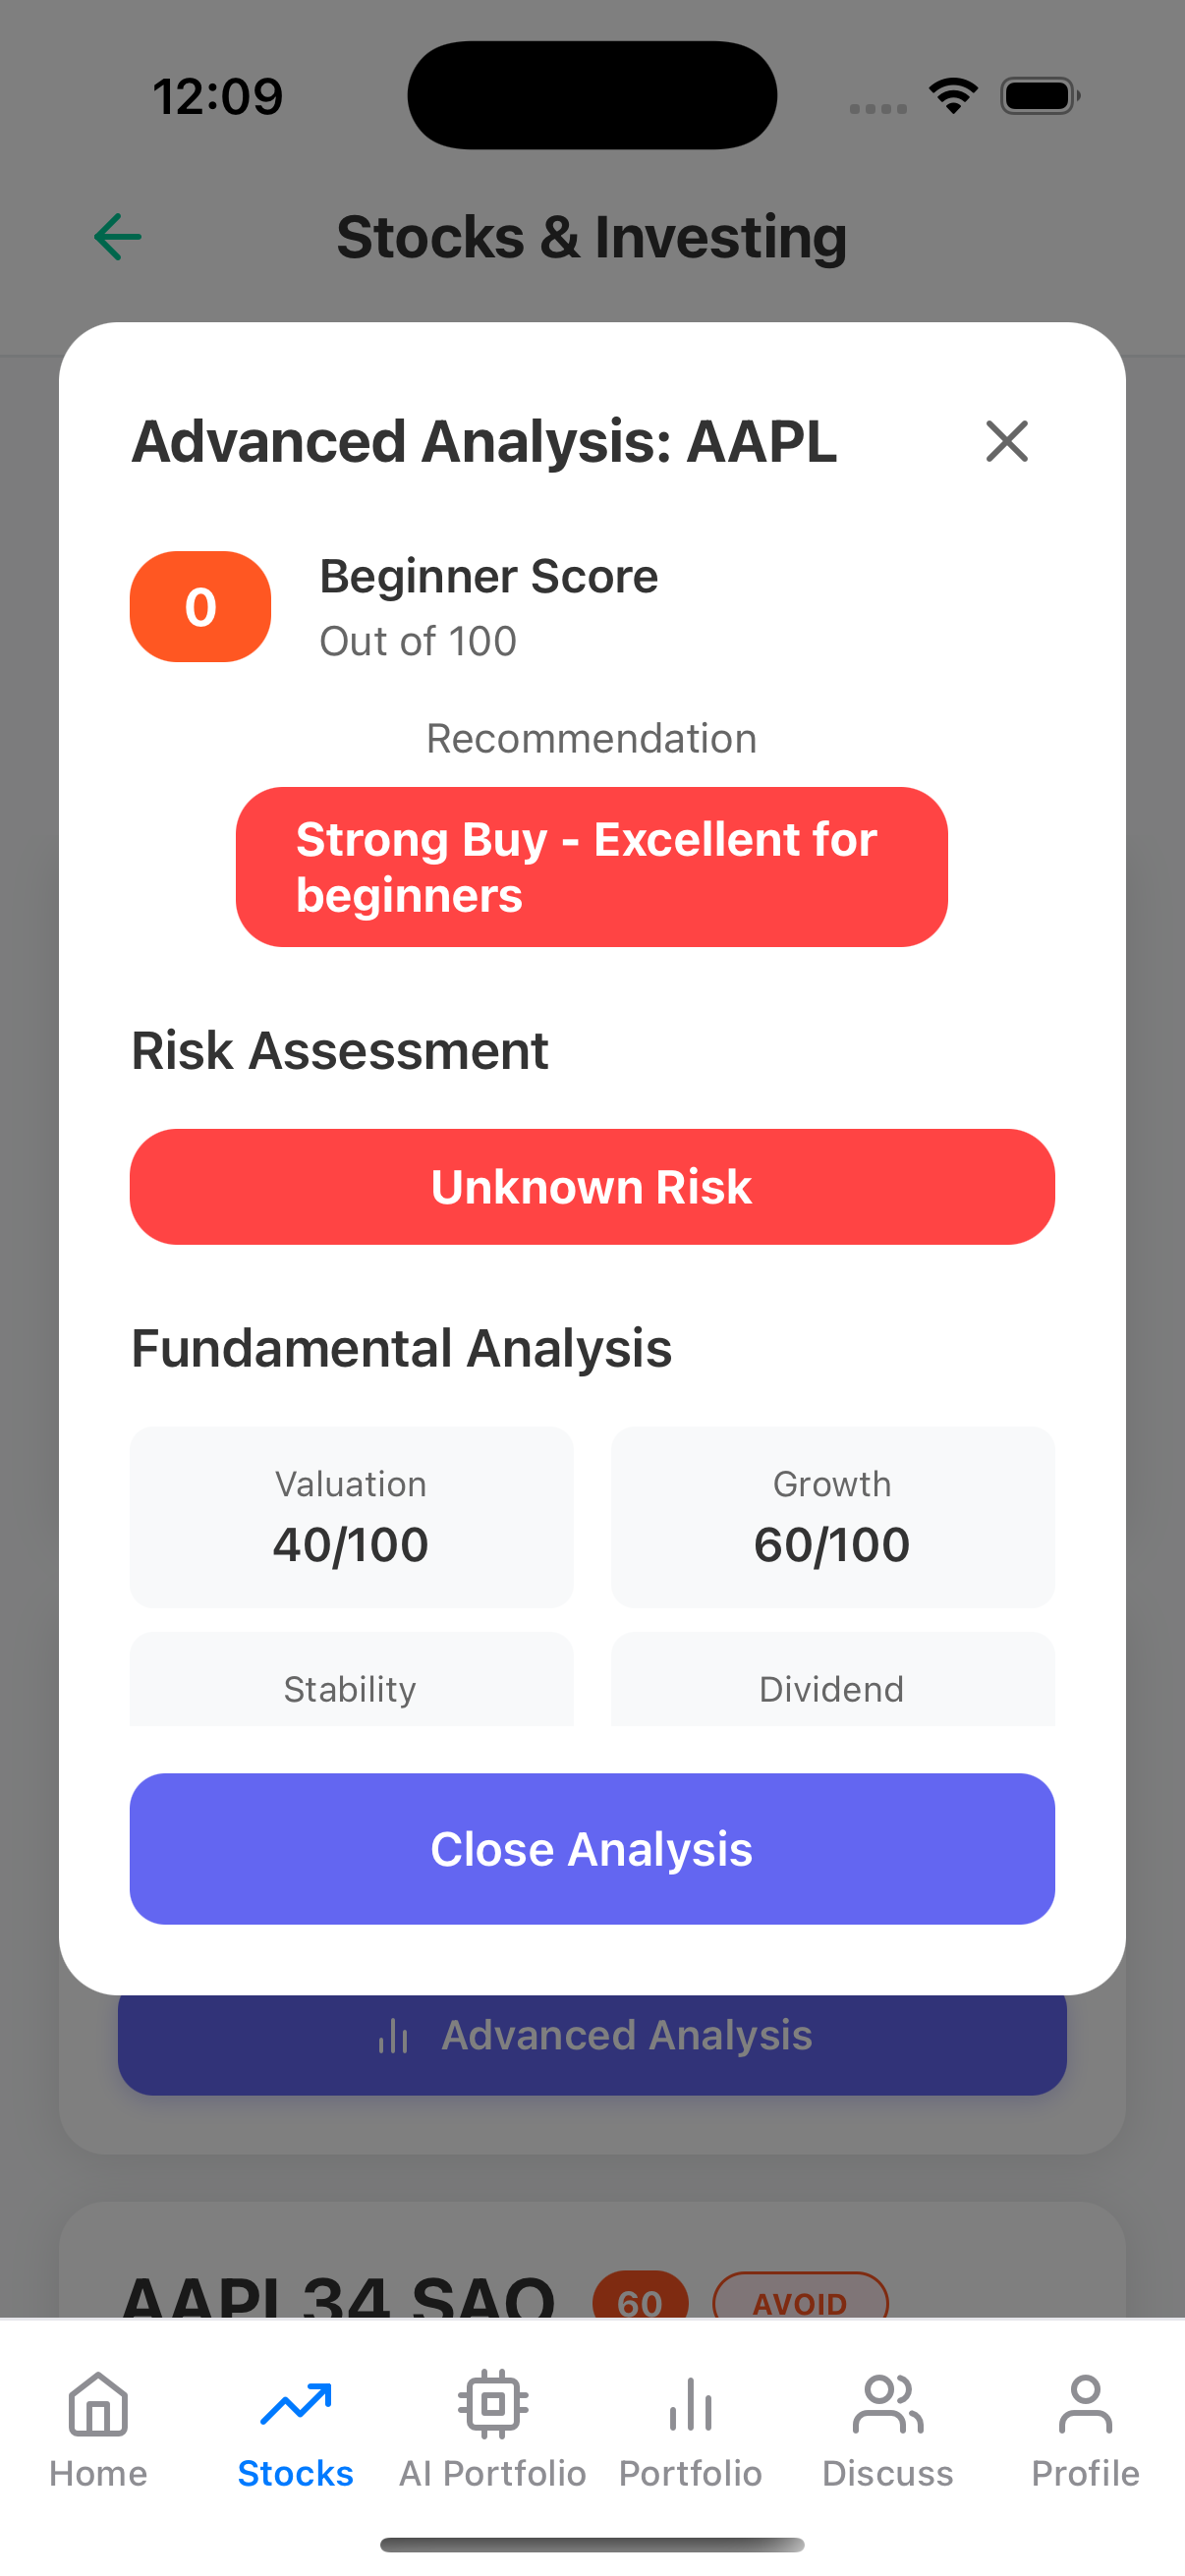 12:09
Stocks & Investing
Advanced Analysis: AAPL
0
Beginner Score
Out of 100
Recommendation
Strong Buy - Excellent for
beginners
Risk Assessment
Unknown Risk
Fundamental Analysis
Valuation
40/100
Growth
60/100
Stability
Dividend
Close Analysis
Advanced Analysis
AAPL34.SAO
60
AVOID
Home
Stocks
AI Portfolio
Portfolio
Discuss
Profile